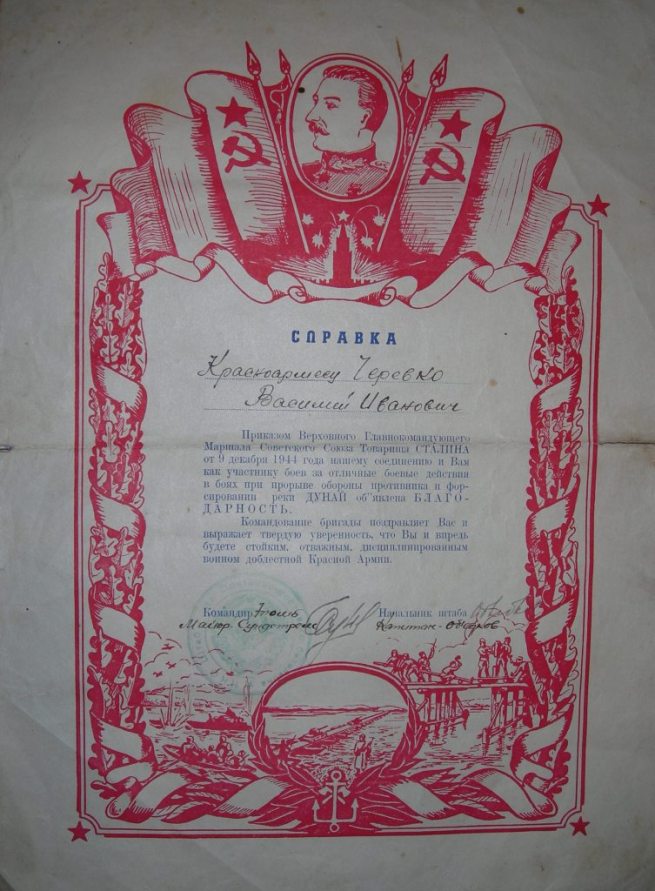 СПРАВКА
Красноармеец Черевко
Василий Иванович
Приказом Верховного Главнокомандующего
Маршала Советского Союза Товарища СТАЛИНА
от 9 декабря 1944 года нашему соединению и Вам
как участнику боев за отличные боевые действия
в боях при прорыве обороны противника и фор-
сировании реки ДУНАЙ об"явлена БЛАГО-
ДАРНОСТЬ.
Командование бригады поздравляет Вас и
выражает твердую уверенность, что Вы и впредь
будете стойким, отважным, дисциплинированным
воином доблестной Красной Армии.
Командир Начальник штаба
Майор Капитан